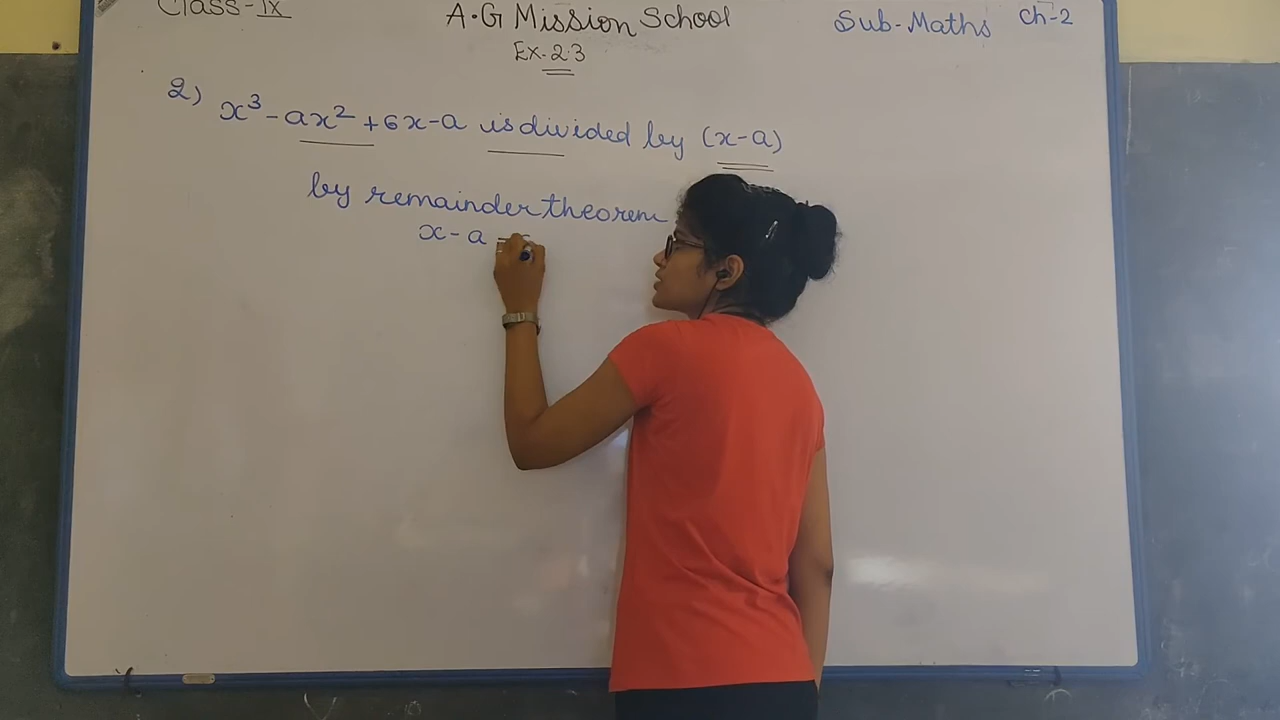 Class-IX A.G Mission School Sub-Maths Ch-2
Ex-2.3
2) x³-ax²+6x-a is divided by (x-a)
by remainder theorem
x-a =